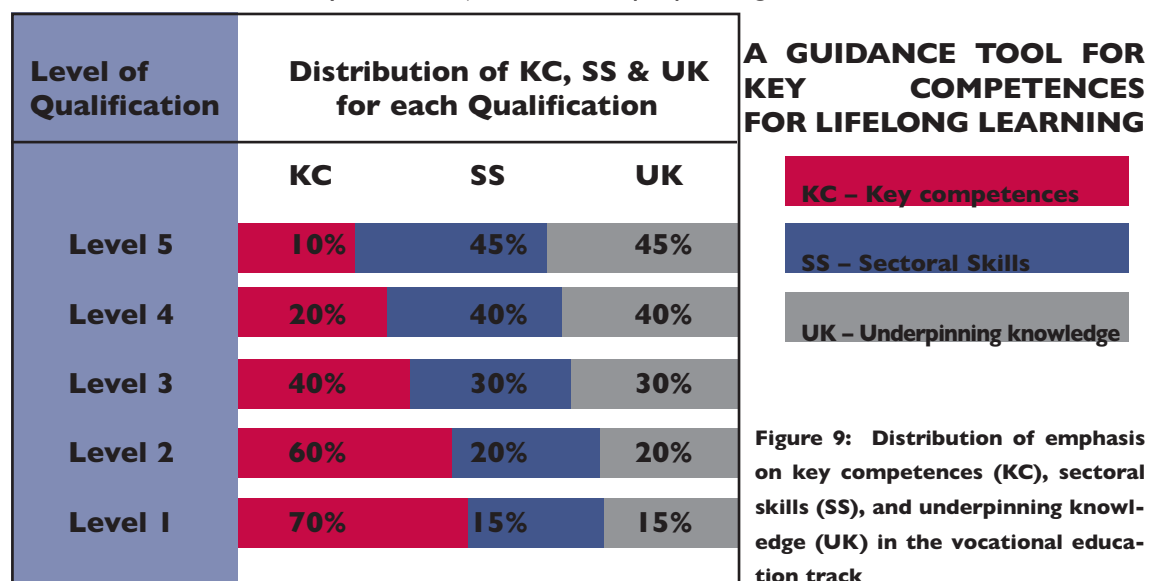 Level of
Qualification
Distribution of KC, SS & UK
for each Qualification
KC SS UK
Level 5 10% 45% 45%
Level 4 20% 40% 40%
Level 3 40% 30% 30%
Level 2 60% 20% 20%
Level 1 70% 15% 15%
A GUIDANCE TOOL FOR
KEY COMPETENCES
FOR LIFELONG LEARNING
KC – Key competences
SS – Sectoral Skills
UK – Underpinning knowledge
Figure 9: Distribution of emphasis
on key competences (KC), sectoral
skills (SS), and underpinning knowl-
edge (UK) in the vocational educa-
tion track